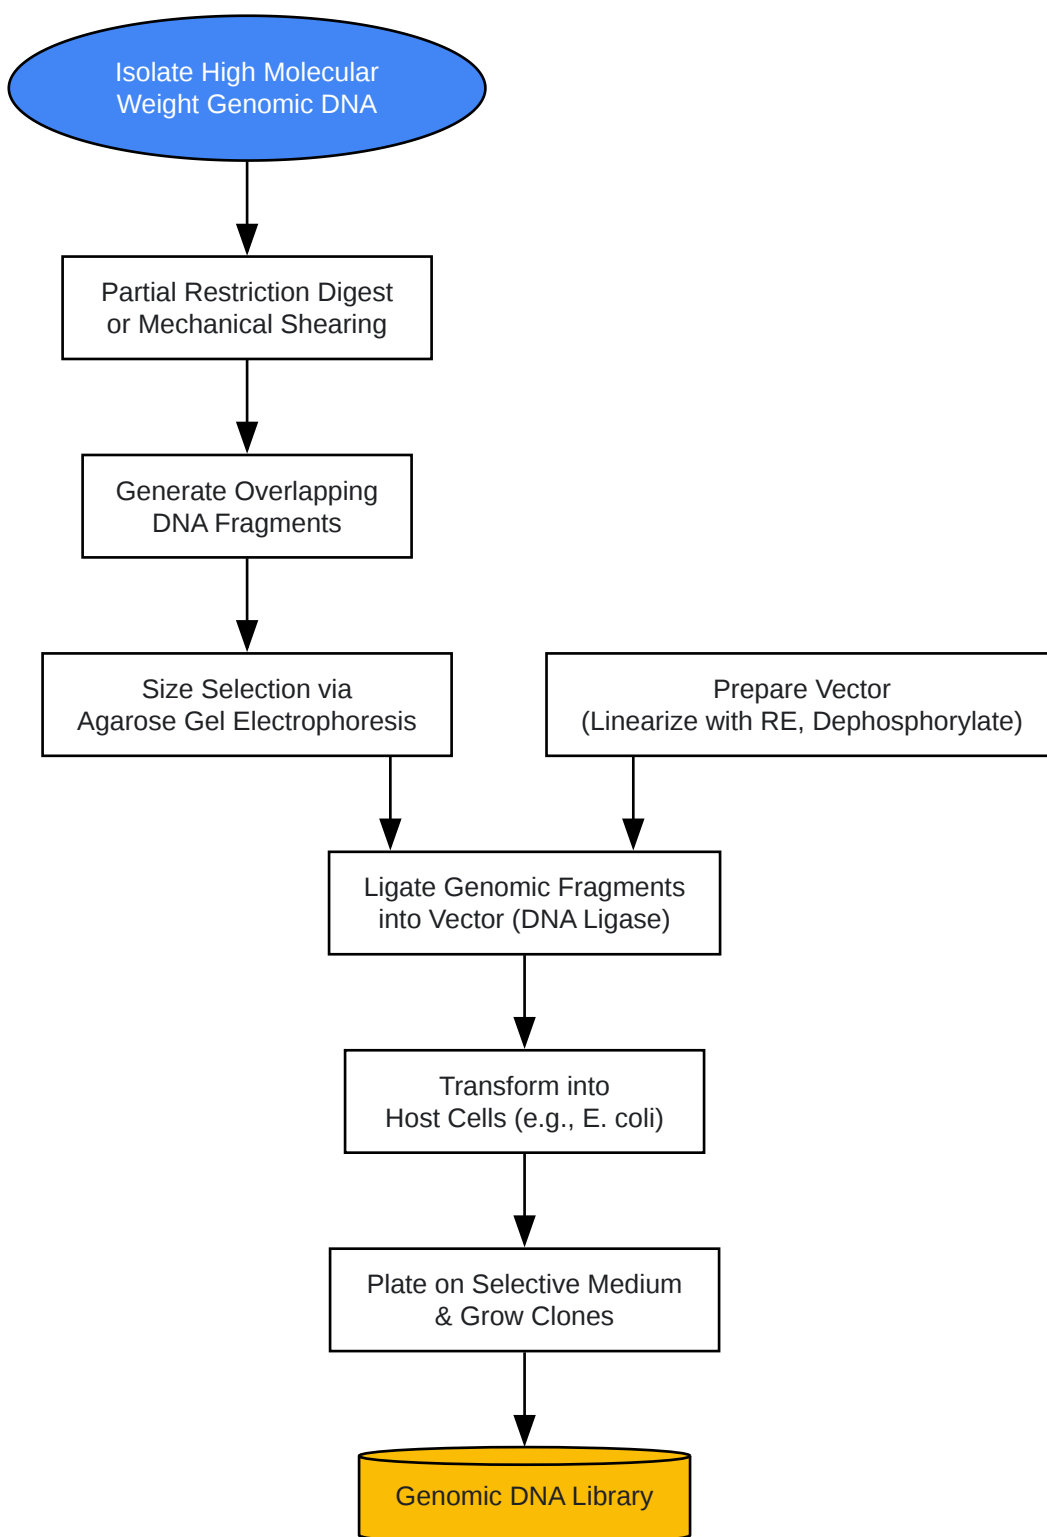 Isolate High Molecular
Weight Genomic DNA
Partial Restriction Digest
or Mechanical Shearing
Generate Overlapping
DNA Fragments
Size Selection via
Agarose Gel Electrophoresis
Prepare Vector
(Linearize with RE, Dephosphorylate)
Ligate Genomic Fragments
into Vector (DNA Ligase)
Transform into
Host Cells (e.g., E. coli)
Plate on Selective Medium
& Grow Clones
Genomic DNA Library